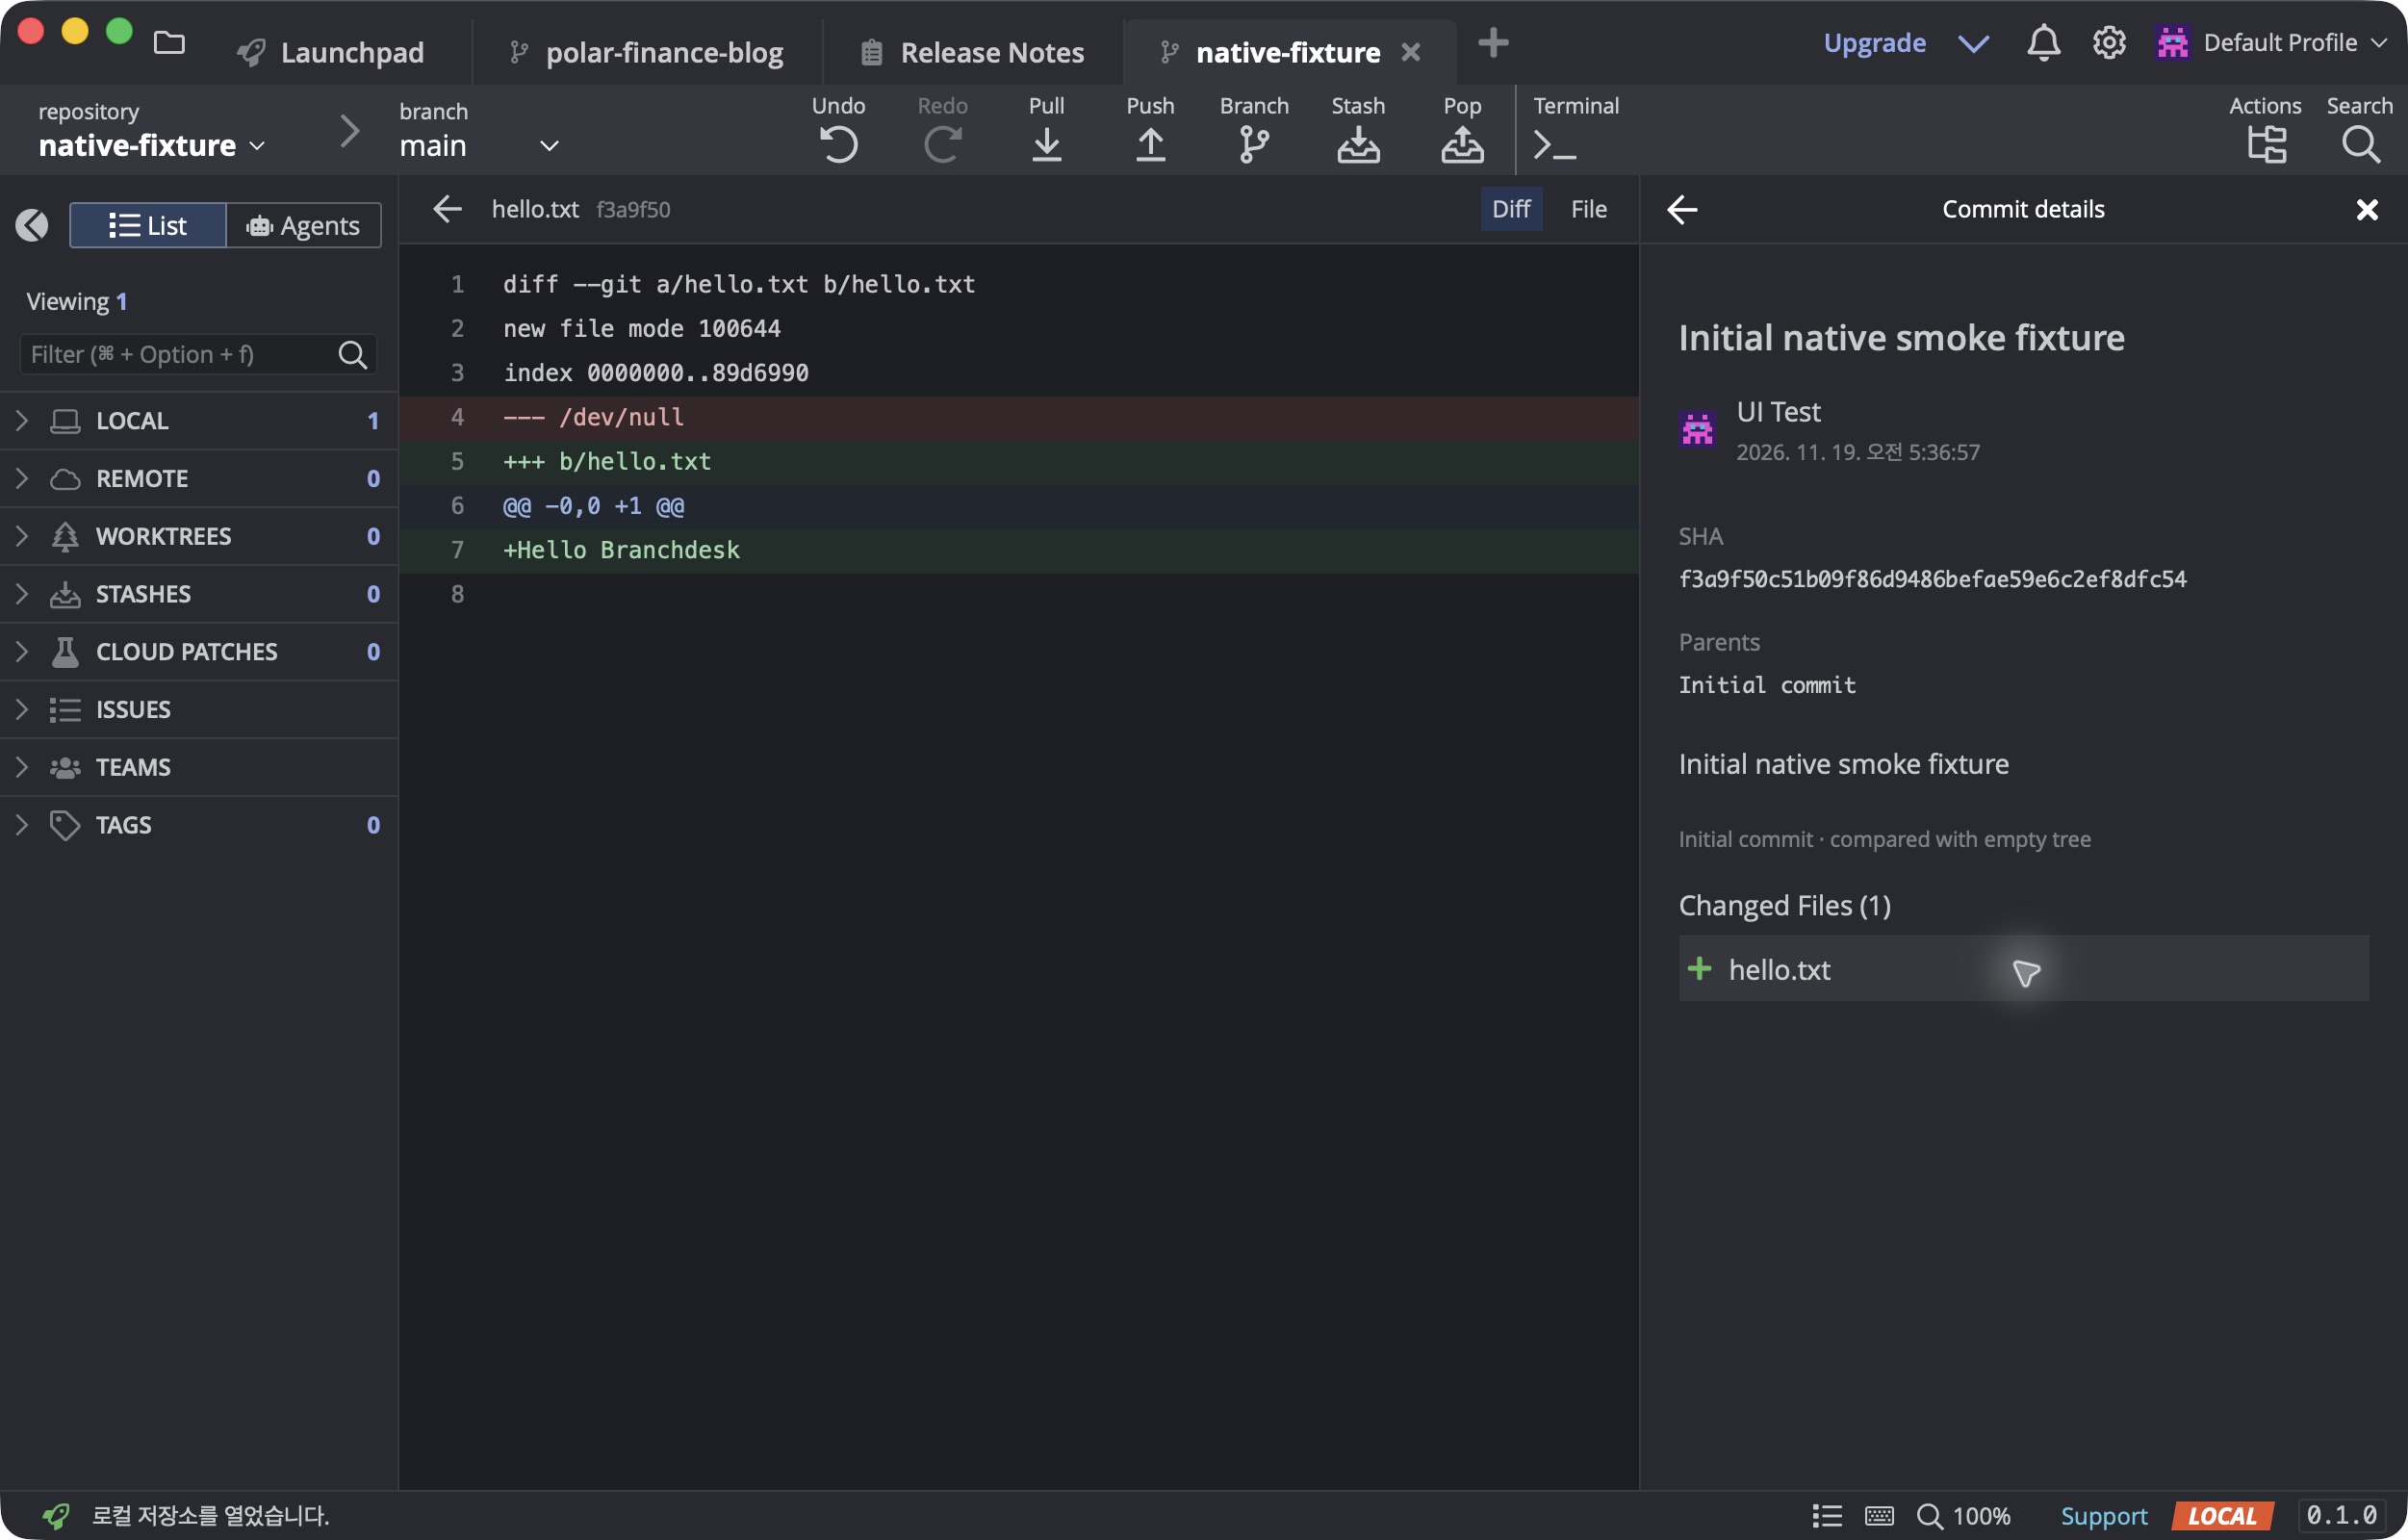 Launchpad
polar-finance-blog
Release Notes
native-fixture
Upgrade
Default Profile
repository
native-fixture
branch
main
Undo
Redo
Pull
Push
Branch
Stash
Pop
Terminal
Actions
Search
List
Agents
Viewing 1
Filter (⌘ + Option + f)
LOCAL 1
REMOTE 0
WORKTREES 0
STASHES 0
CLOUD PATCHES 0
ISSUES
TEAMS
TAGS 0
hello.txt f3a9f50
Diff
File
1 diff --git a/hello.txt b/hello.txt
2 new file mode 100644
3 index 0000000..89d6990
4 --- /dev/null
5 +++ b/hello.txt
6 @@ -0,0 +1 @@
7 +Hello Branchdesk
8
Commit details
Initial native smoke fixture
UI Test
2026. 11. 19. 오전 5:36:57
SHA
f3a9f50c51b09f86d9486befae59e6c2ef8dfc54
Parents
Initial commit
Initial native smoke fixture
Initial commit · compared with empty tree
Changed Files (1)
hello.txt
로컬 저장소를 열었습니다.
100%
Support
LOCAL
0.1.0